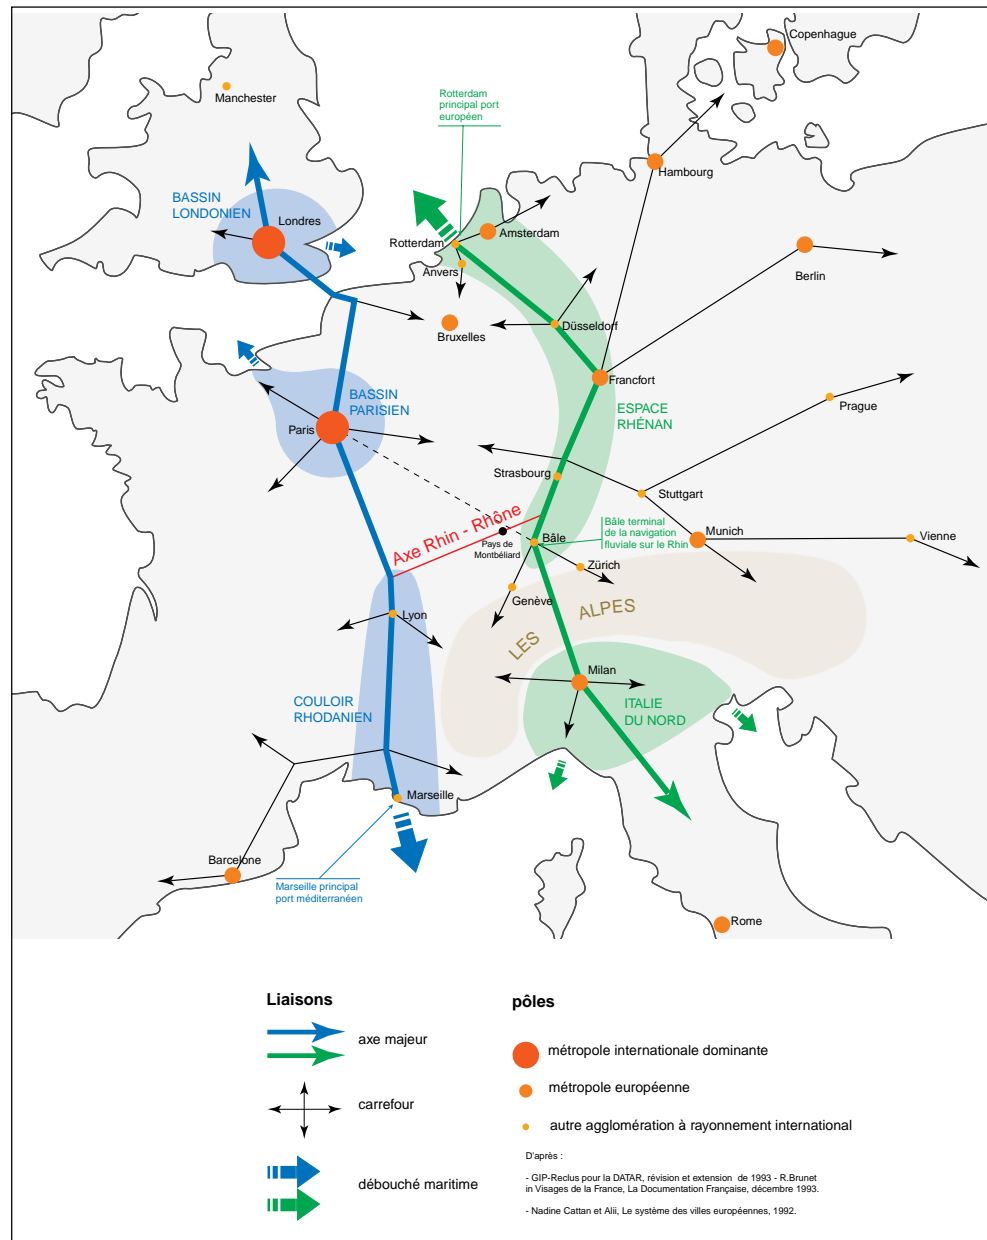 Copenhague
Manchester
Rotterdam
principal port
européen
Hambourg
BASSIN
LONDONIEN
Londres
Amsterdam
Rotterdam
Anvers
Berlin
Bruxelles
Düsseldorf
Francfort
BASSIN
PARISIEN
Paris
ESPACE
RHÉNAN
Prague
Strasbourg
Stuttgart
Axe Rhin - Rhône
Pays de
Montbéliard
Bâle
Bâle terminal
de la navigation
fluviale sur le Rhin
Munich
Vienne
Zürich
Genève
LES ALPES
Lyon
Milan
COULOIR
RHODANIEN
ITALIE
DU NORD
Marseille
Barcelone
Marseille principal
port méditerranéen
Rome
Liaisons
axe majeur
carrefour
débouché maritime
pôles
métropole internationale dominante
métropole européenne
autre agglomération à rayonnement international
D'après :
- GIP-Reclus pour la DATAR, révision et extension de 1993 - R.Brunet
in Visages de la France, La Documentation Française, décembre 1993.
- Nadine Cattan et Alii, Le système des villes européennes, 1992.